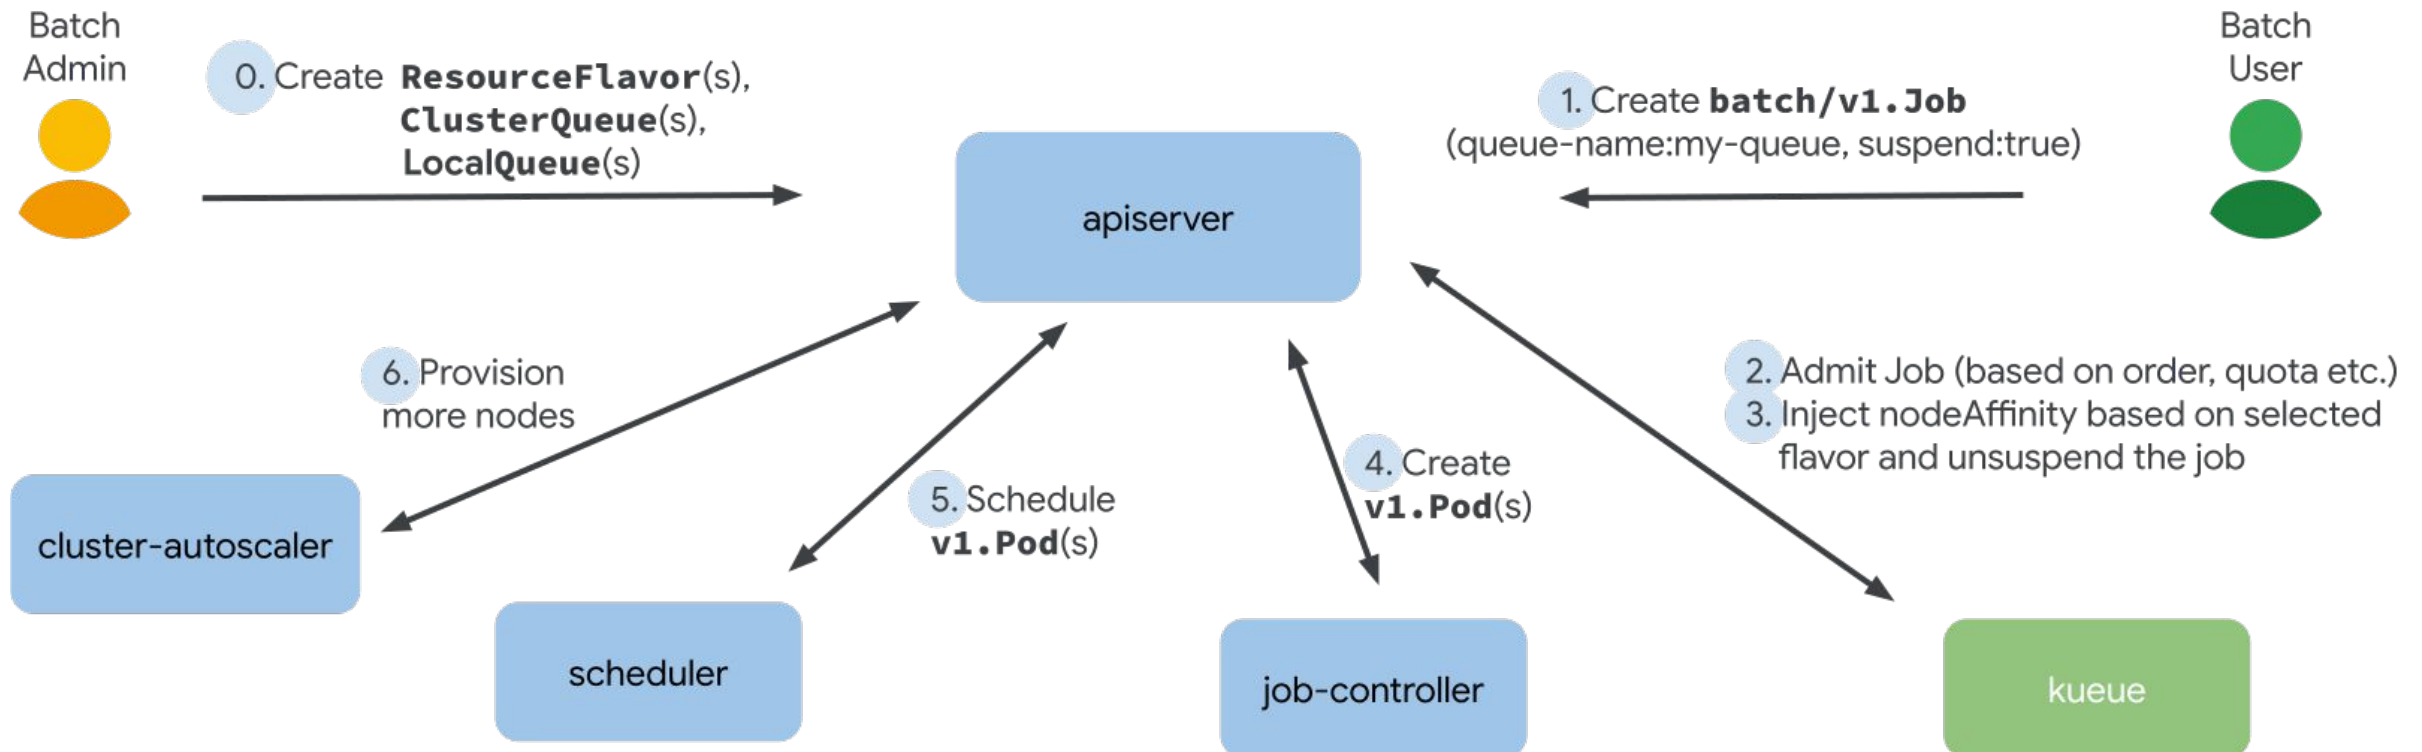 Batch
Admin
0. Create ResourceFlavor(s),
ClusterQueue(s),
LocalQueue(s)
apiserver
1. Create batch/v1.Job
(queue-name:my-queue, suspend:true)
Batch
User
6. Provision
more nodes
5. Schedule
v1.Pod(s)
4. Create
v1.Pod(s)
2. Admit Job (based on order, quota etc.)
3. Inject nodeAffinity based on selected
flavor and unsuspend the job
cluster-autoscaler
scheduler
job-controller
kueue